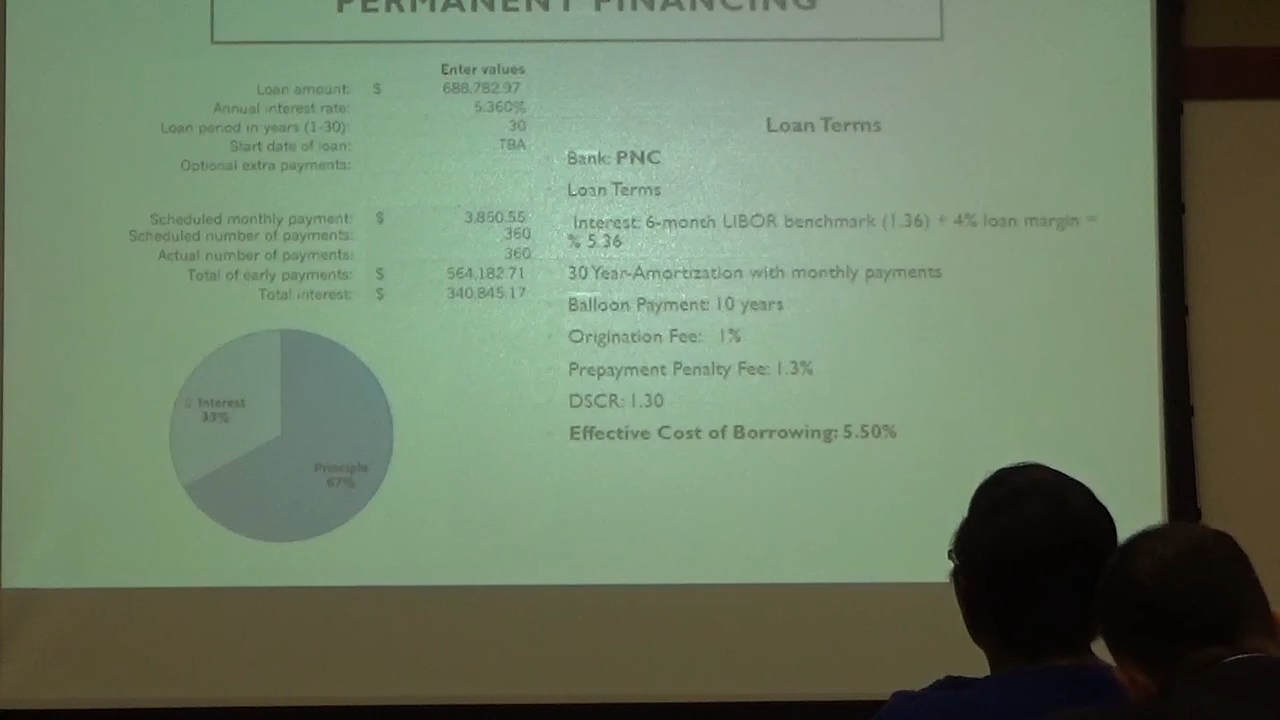 PERMANENT FINANCING
Enter values
Loan amount: $ 688,782.97
Annual interest rate: 5.360%
Loan period in years (1-30): 30
Start date of loan: TBA
Optional extra payments:
Scheduled monthly payment: $ 3,850.55
Scheduled number of payments: 360
Actual number of payments: 360
Total of early payments: $ 564,182.71
Total interest: $ 340,845.17
Interest
33%
Principle
67%
Loan Terms
Bank: PNC
Loan Terms
Interest: 6-month LIBOR benchmark (1.36) + 4% loan margin =
% 5.36
30 Year-Amortization with monthly payments
Balloon Payment: 10 years
Origination Fee: 1%
Prepayment Penalty Fee: 1.3%
DSCR: 1.30
Effective Cost of Borrowing: 5.50%